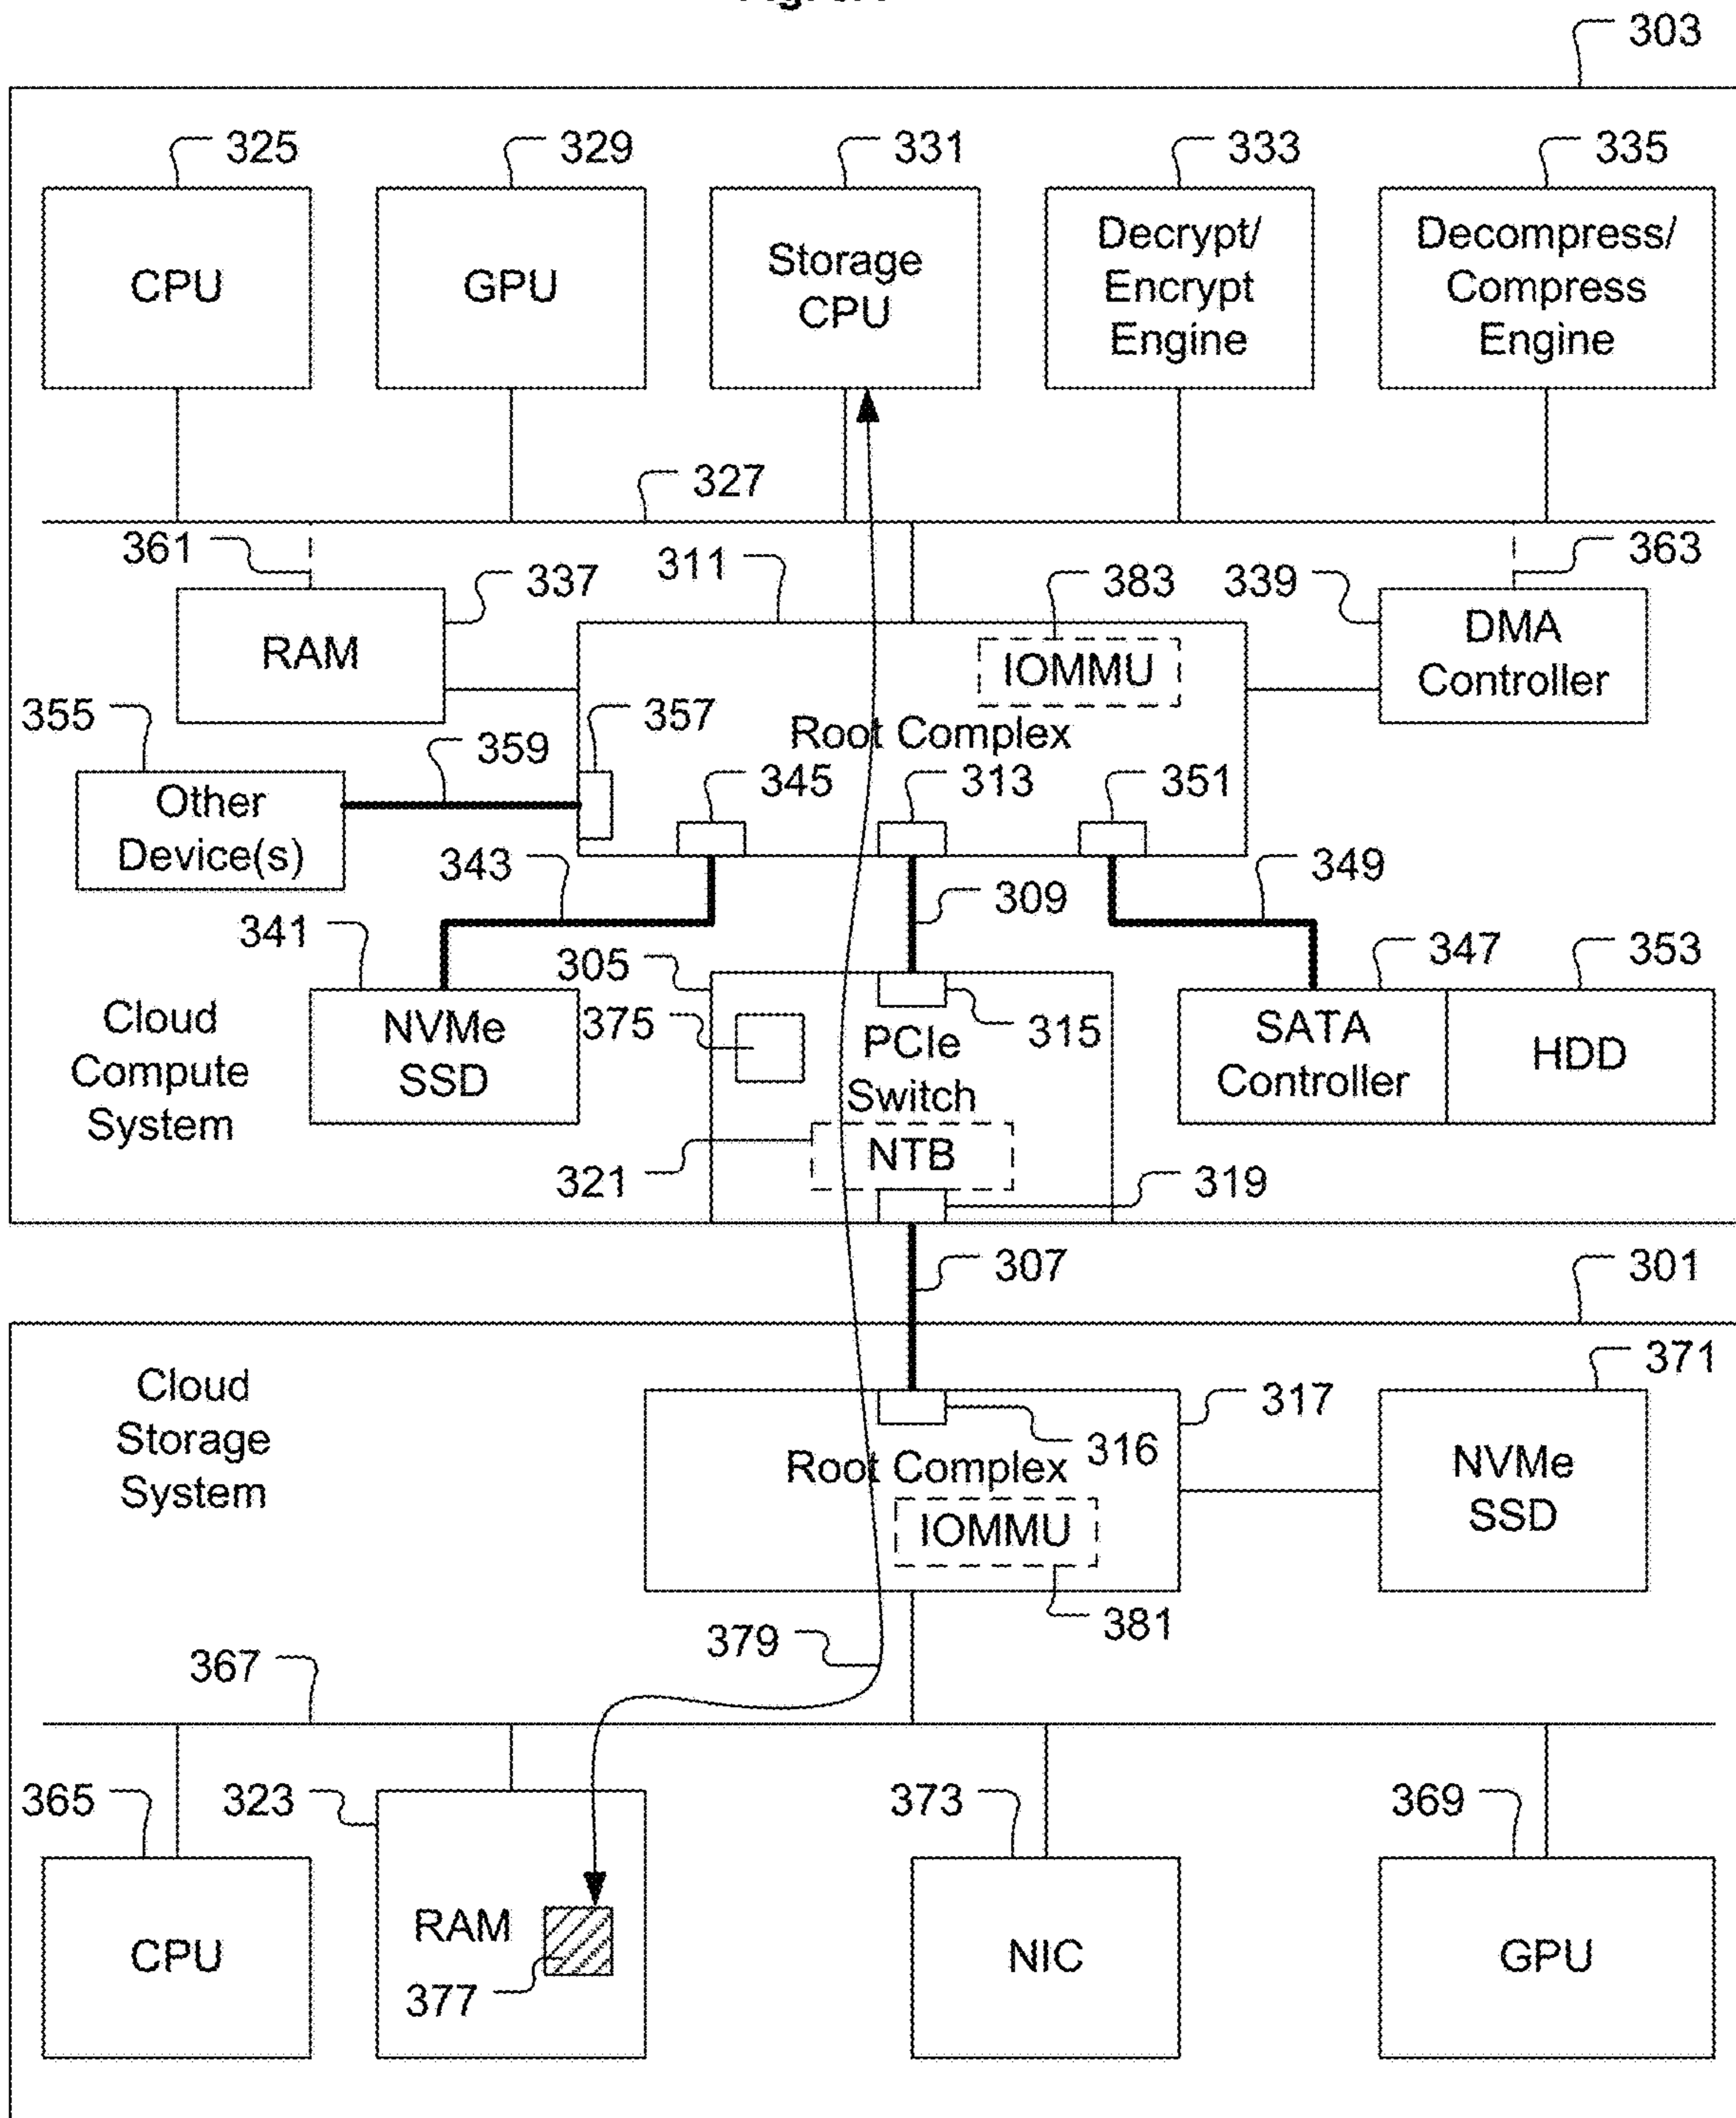 303
325
329
331
333
335
CPU
GPU
Storage
CPU
Decrypt/
Encrypt
Engine
Decompress/
Compress
Engine
327
361
337
311
383
339
363
RAM
IOMMU
DMA
Controller
355
357
Root Complex
359
345
313
351
Other
Device(s)
343
309
349
341
305
347
353
Cloud
Compute
System
NVMe
SSD
375
315
PCIe
Switch
SATA
Controller
HDD
321
NTB
319
307
301
Cloud
Storage
System
371
317
316
Root Complex
IOMMU
NVMe
SSD
381
379
367
365
323
373
369
CPU
RAM
377
NIC
GPU